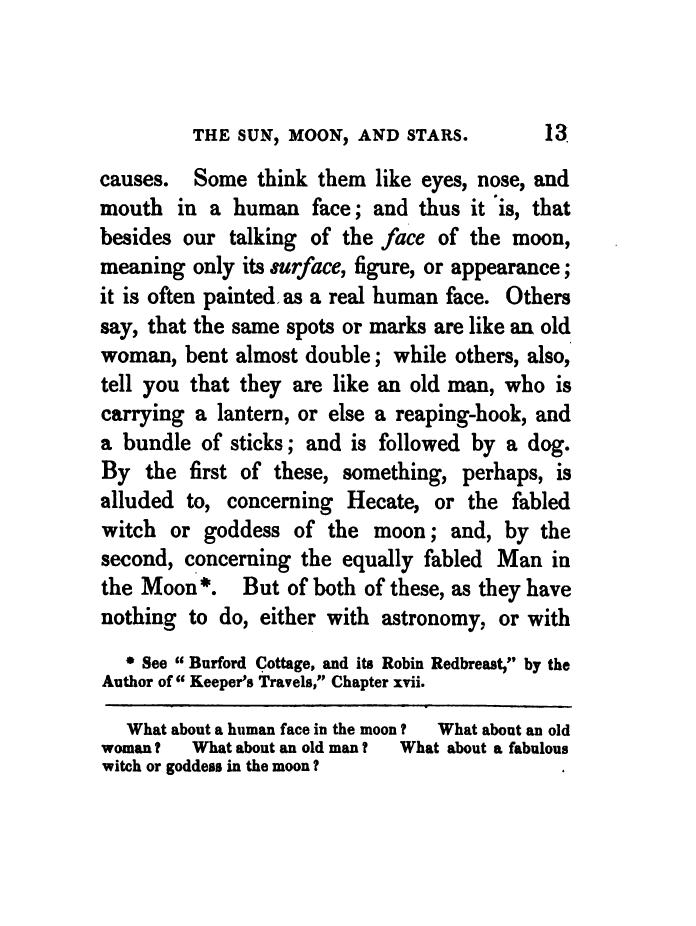 THE SUN, MOON, AND STARS. 13
causes. Some think them like eyes, nose, and
mouth in a human face; and thus it is, that
besides our talking of the face of the moon,
meaning only its surface, figure, or appearance;
it is often painted as a real human face. Others
say, that the same spots or marks are like an old
woman, bent almost double; while others, also,
tell you that they are like an old man, who is
carrying a lantern, or else a reaping-hook, and
a bundle of sticks; and is followed by a dog.
By the first of these, something, perhaps, is
alluded to, concerning Hecate, or the fabled
witch or goddess of the moon; and, by the
second, concerning the equally fabled Man in
the Moon*. But of both of these, as they have
nothing to do, either with astronomy, or with
* See "Burford Cottage, and its Robin Redbreast," by the
Author of "Keeper's Travels," Chapter xvii.
What about a human face in the moon? What about an old
woman? What about an old man? What about a fabulous
witch or goddess in the moon?